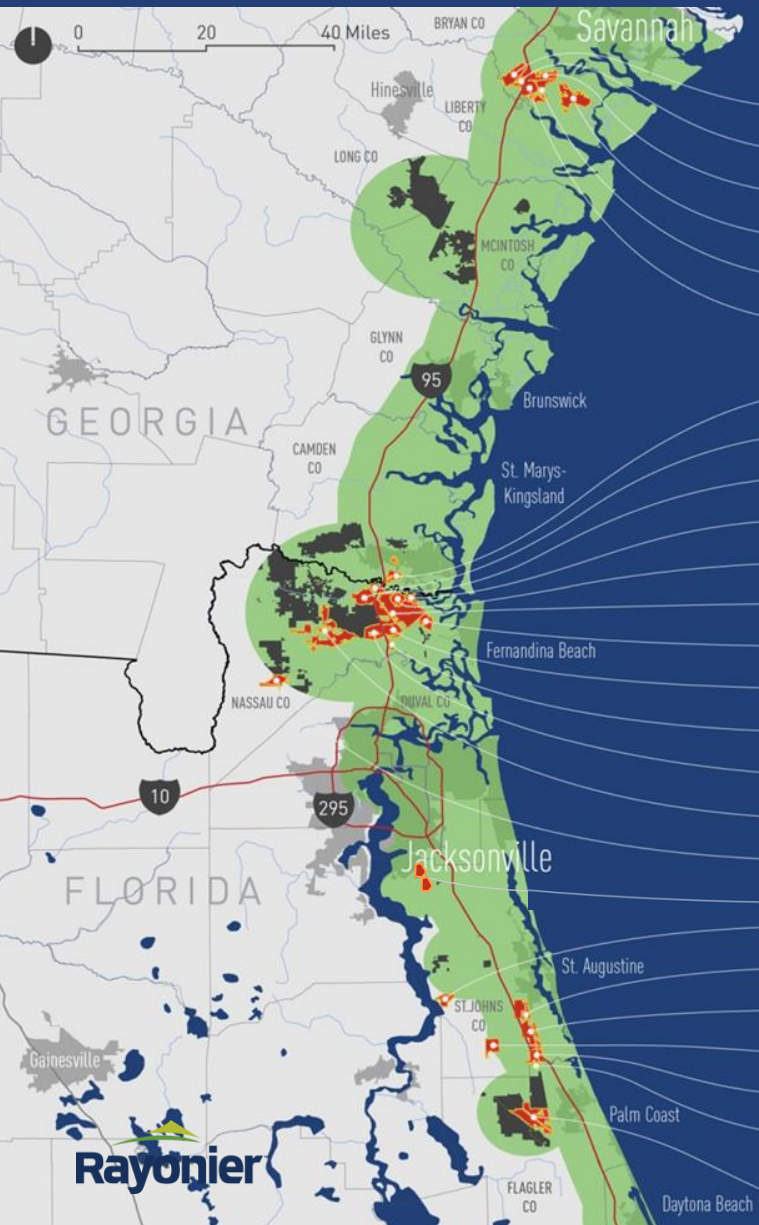 0 20 40 Miles
BRYAN CO
Savannah
Hinesville
LIBERTY
CO
LONG CO
MCINTOSH
CO
GLYNN
CO
95
Brunswick
GEORGIA
CAMDEN
CO
St. Marys-
Kingsland
Fernandina Beach
NASSAU CO
DUVAL CO
10
295
Jacksonville
FLORIDA
St. Augustine
ST.JOHNS
CO
Gainesville
Palm Coast
Rayonier
FLAGLER
CO
Daytona Beach